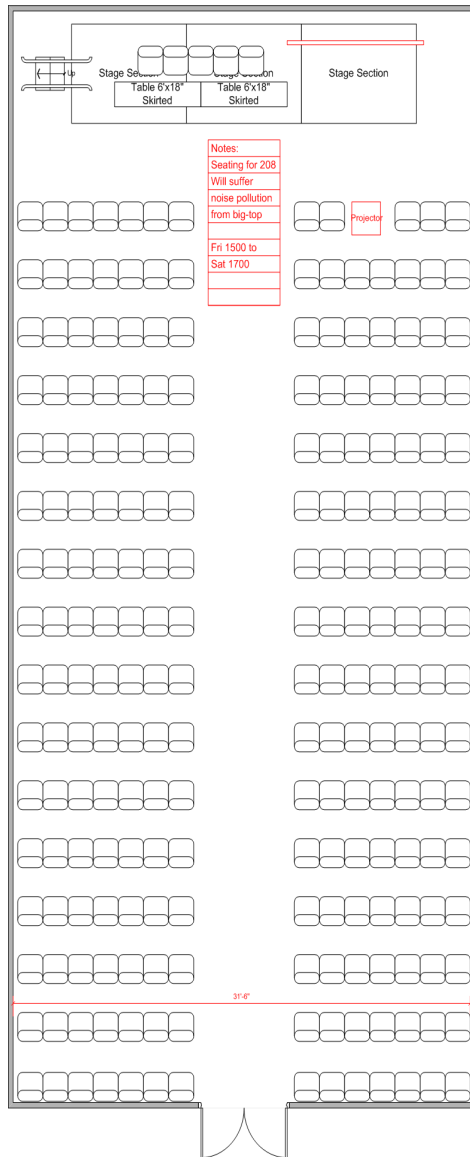 Up
Stage Section
Stage Section
Stage Section
Table 6'x18"
Skirted
Table 6'x18"
Skirted
Notes:
Seating for 208
Will suffer
noise pollution
from big-top
Fri 1500 to
Sat 1700
Projector
31'-6"